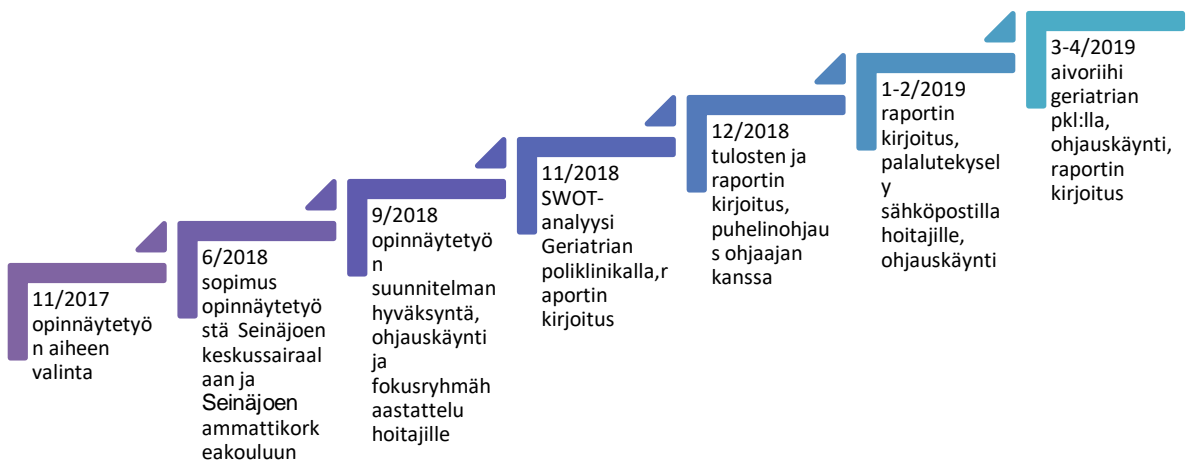 11/2017
opinnäytetyö
n aiheen
valinta
6/2018
sopimus
opinnäytetyö
stä Seinäjoen
keskussairaal
aan ja
Seinäjoen
ammattikork
eakouluun
9/2018
opinnäytetyö
n
suunnitelman
hyväksyntä,
ohjauskäynti
ja
fokusryhmäh
aastattelu
hoitajille
11/2018
SWOT-
analyysi
Geriatrian
poliklinikalla,r
aportin
kirjoitus
12/2018
tulosten ja
raportin
kirjoitus,
puhelinohjau
s ohjaajan
kanssa
1-2/2019
raportin
kirjoitus,
palalutekysel
y
sähköpostilla
hoitajille,
ohjauskäynti
3-4/2019
aivoriihi
geriatrian
pkl:lla,
ohjauskäynti,
raportin
kirjoitus